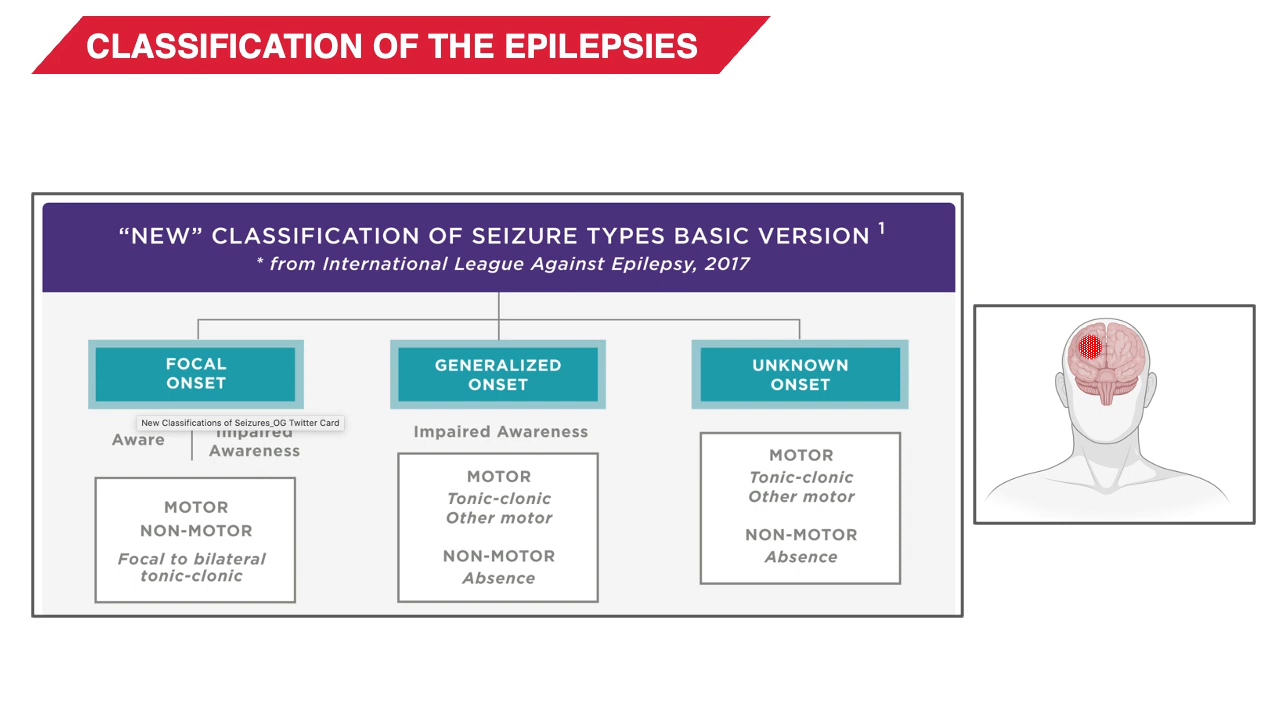 CLASSIFICATION OF THE EPILEPSIES
“NEW” CLASSIFICATION OF SEIZURE TYPES BASIC VERSION 1
* from International League Against Epilepsy, 2017
FOCAL
ONSET
New Classifications of Seizures_OG Twitter Card
Aware
Impaired
Awareness
MOTOR
NON-MOTOR
Focal to bilateral
tonic-clonic
GENERALIZED
ONSET
Impaired Awareness
MOTOR
Tonic-clonic
Other motor
NON-MOTOR
Absence
UNKNOWN
ONSET
MOTOR
Tonic-clonic
Other motor
NON-MOTOR
Absence